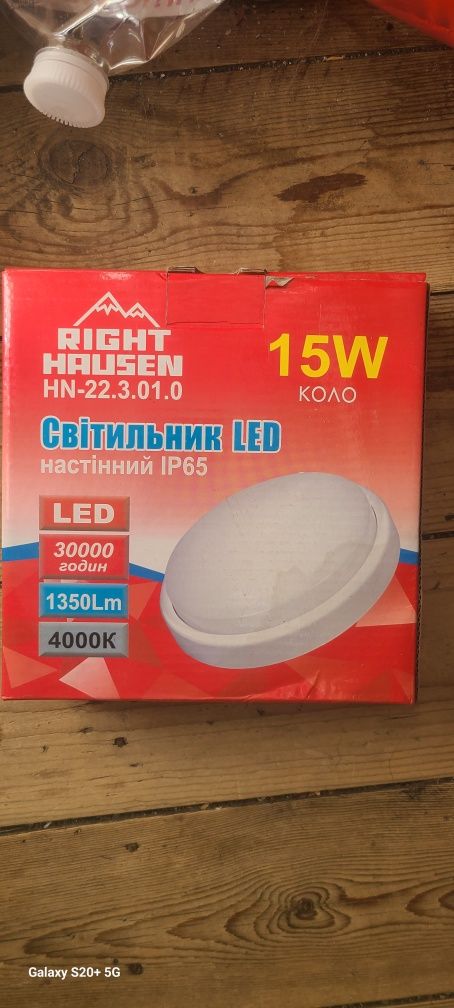 RIGHT
HAUSEN
HN-22.3.01.0
15W
КОЛО
Світильник LED
настінний IP65
LED
30000
годин
1350Lm
4000K
Galaxy S20+ 5G